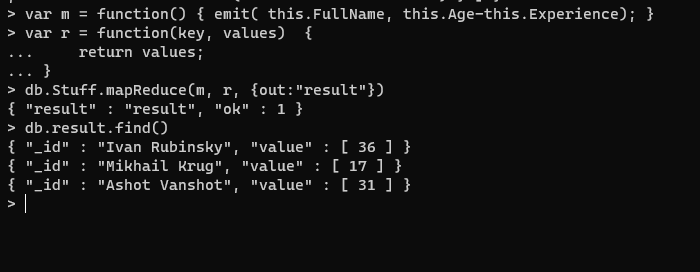 > var m = function() { emit( this.FullName, this.Age-this.Experience); }
> var r = function(key, values)  {
...     return values;
... }
> db.Stuff.mapReduce(m, r, {out:"result"})
{ "result" : "result", "ok" : 1 }
> db.result.find()
{ "_id" : "Ivan Rubinsky", "value" : [ 36 ] }
{ "_id" : "Mikhail Krug", "value" : [ 17 ] }
{ "_id" : "Ashot Vanshot", "value" : [ 31 ] }
>